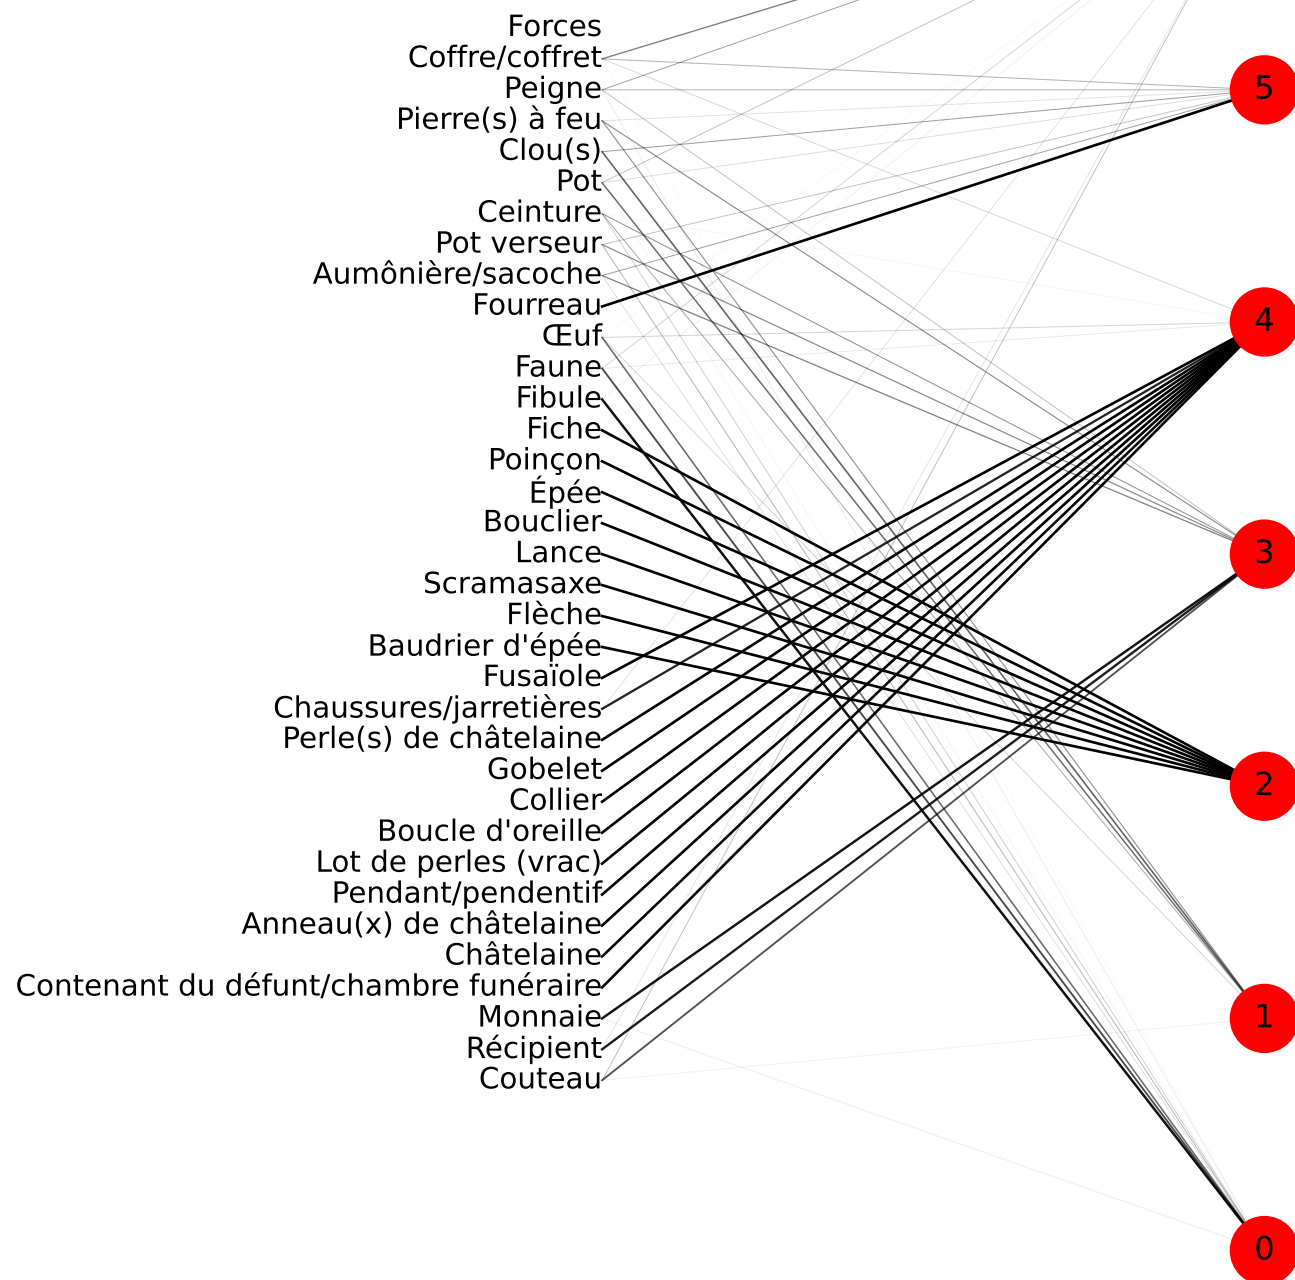 Forces
Coffre/coffret
Peigne
Pierre(s) à feu
Clou(s)
Pot
Ceinture
Pot verseur
Aumônière/sacoche
Fourreau
Œuf
Faune
Fibule
Fiche
Poinçon
Épée
Bouclier
Lance
Scramasaxe
Flèche
Baudrier d'épée
Fusaïole
Chaussures/jarretières
Perle(s) de châtelaine
Gobelet
Collier
Boucle d'oreille
Lot de perles (vrac)
Pendant/pendentif
Anneau(x) de châtelaine
Châtelaine
Contenant du défunt/chambre funéraire
Monnaie
Récipient
Couteau
5
4
3
2
1
0